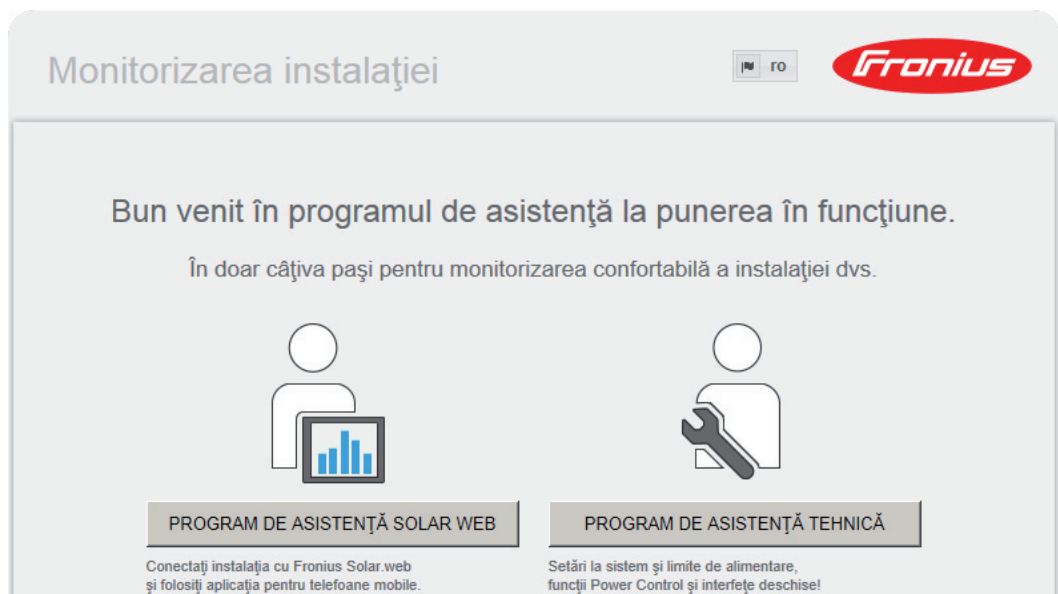 Monitorizarea instalaţiei
ro
Fronius
Bun venit în programul de asistenţă la punerea în funcţiune.
În doar câţiva paşi pentru monitorizarea confortabilă a instalaţiei dvs.
PROGRAM DE ASISTENŢĂ SOLAR WEB
Conectaţi instalaţia cu Fronius Solar.web
şi folosiţi aplicaţia pentru telefoane mobile.
PROGRAM DE ASISTENŢĂ TEHNICĂ
Setări la sistem şi limite de alimentare,
funcţii Power Control şi interfeţe deschise!